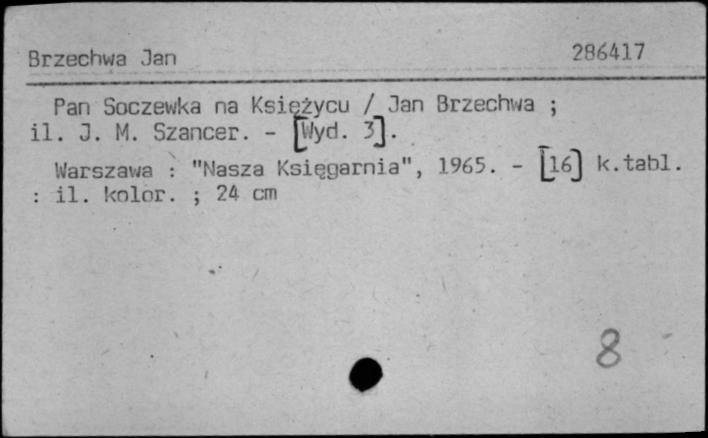 Brzechwa Jan 286417
Pan Soczewka na Księżycu / Jan Brzechwa ;
il. J. M. Szancer. - [Wyd. 3].
Warszawa : "Nasza Księgarnia", 1965. - [16] k.tabl.
: il. kolor. ; 24 cm
8